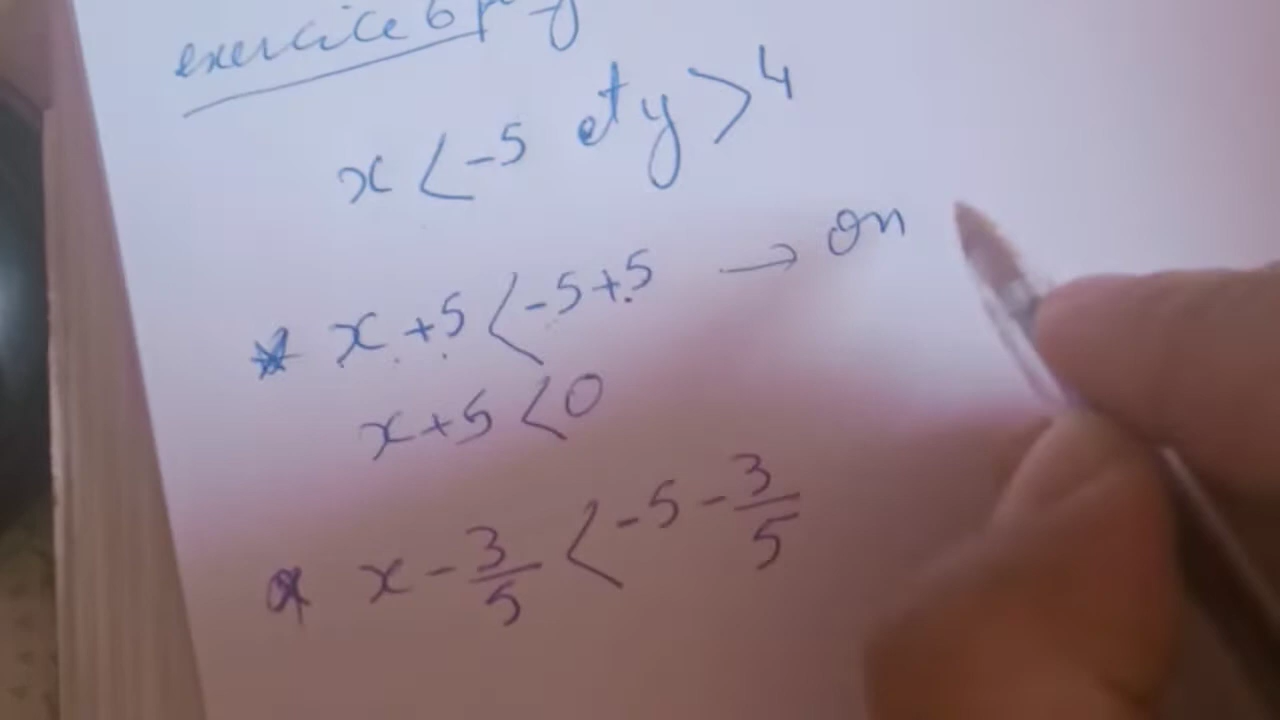 exercice 6
x < -5 et y > 4
* x + 5 < -5 + 5 → on
x + 5 < 0
* x - 3/5 < -5 - 3/5